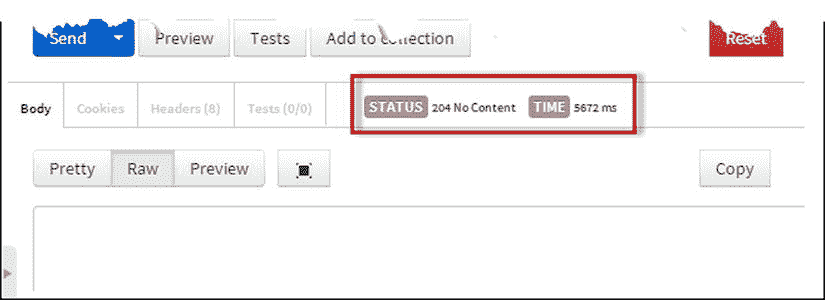 Send Preview Tests Add to collection Reset
Body Cookies Headers (8) Tests (0/0) STATUS 204 No Content TIME 5672 ms
Pretty Raw Preview Copy